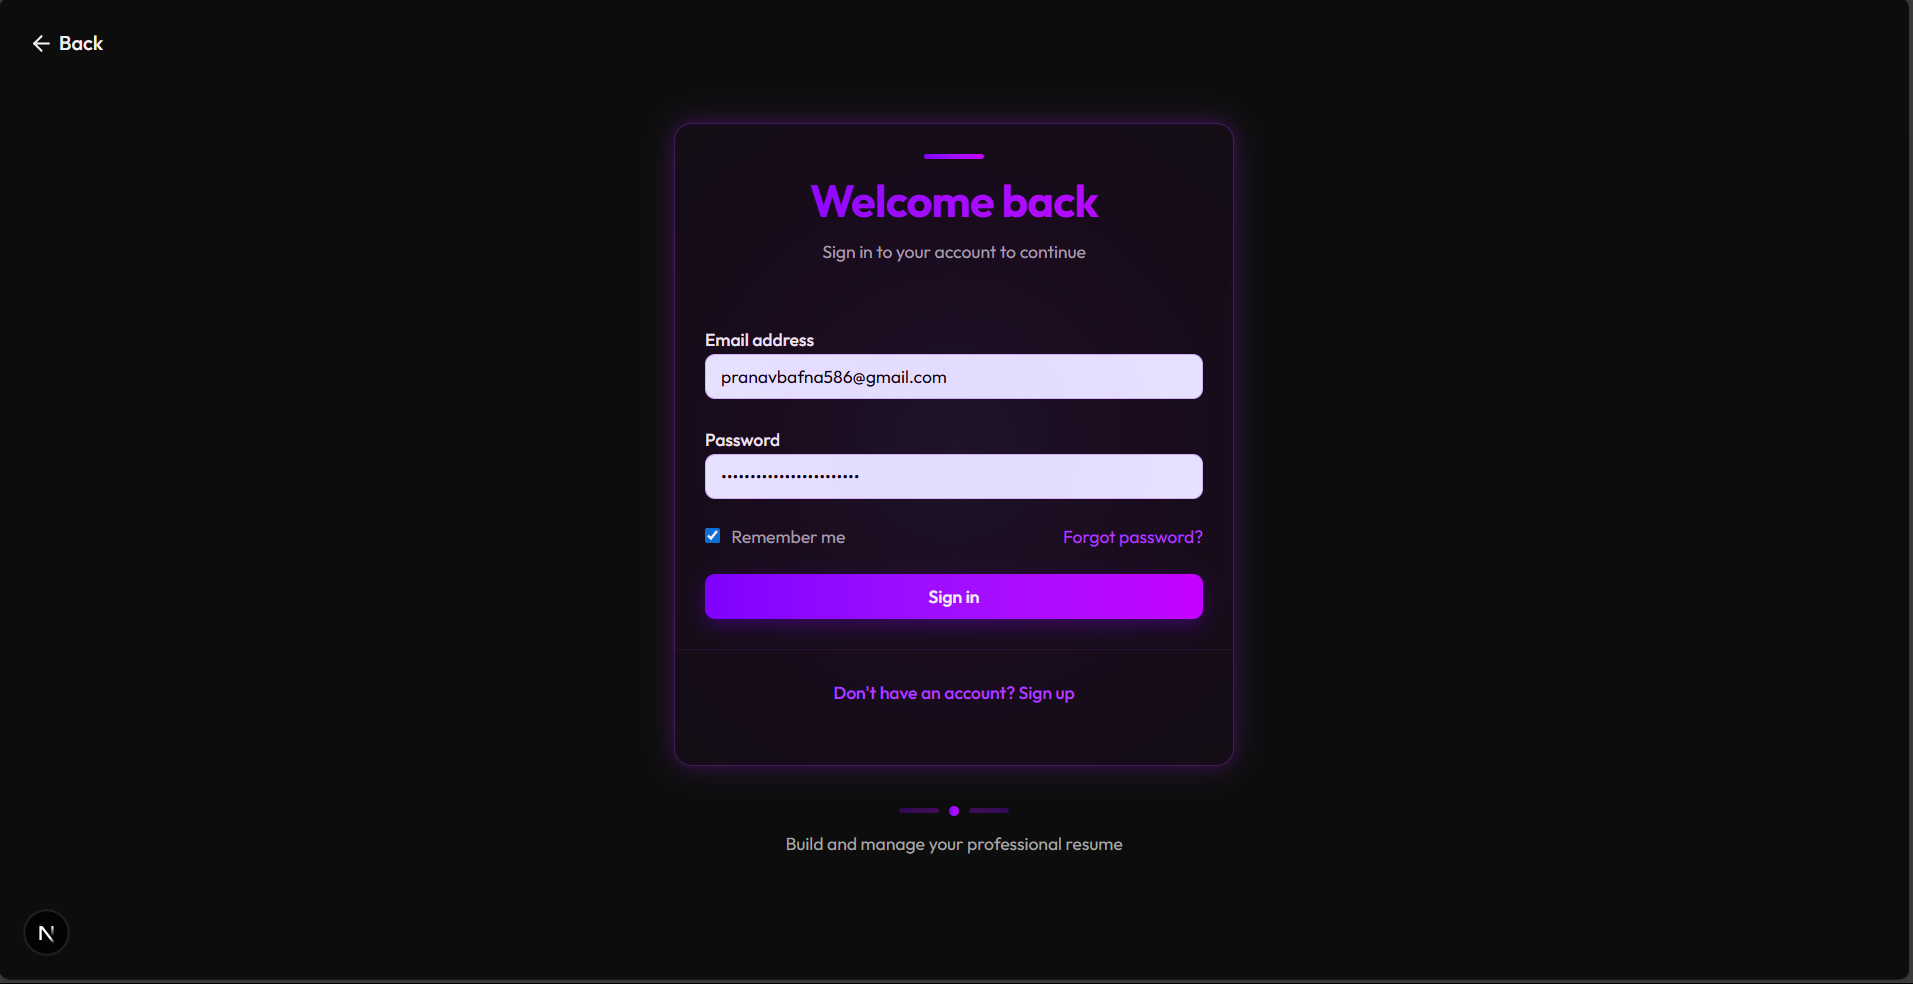 Back
Welcome back
Sign in to your account to continue
Email address
pranavbafna586@gmail.com
Password
••••••••••••••••••••••••
Remember me
Forgot password?
Sign in
Don't have an account? Sign up
Build and manage your professional resume
N